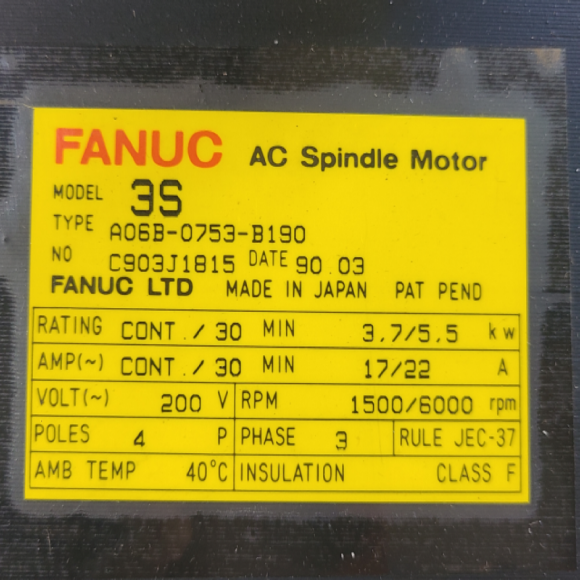 FANUC AC Spindle Motor
MODEL 3S
TYPE A06B-0753-B190
NO C903J1815 DATE 90.03
FANUC LTD MADE IN JAPAN PAT PEND
RATING CONT./30 MIN 3.7/5.5 kw
AMP(~) CONT./30 MIN 17/22 A
VOLT(~) 200 V RPM 1500/6000 rpm
POLES 4 P PHASE 3 RULE JEC-37
AMB TEMP 40°C INSULATION CLASS F